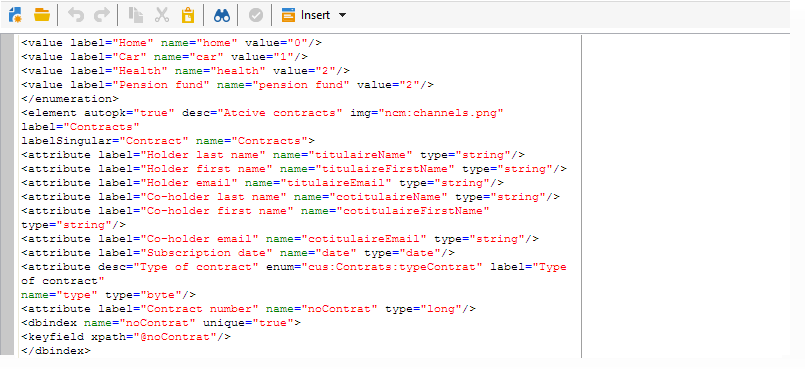 Insert
<value label="Home" name="home" value="0"/>
<value label="Car" name="car" value="1"/>
<value label="Health" name="health" value="2"/>
<value label="Pension fund" name="pension fund" value="2"/>
</enumeration>
<element autopk="true" desc="Atcive contracts" img="ncm:channels.png"
label="Contracts"
labelSingular="Contract" name="Contracts">
<attribute label="Holder last name" name="titulaireName" type="string"/>
<attribute label="Holder first name" name="titulaireFirstName" type="string"/>
<attribute label="Holder email" name="titulaireEmail" type="string"/>
<attribute label="Co-holder last name" name="cotitulaireName" type="string"/>
<attribute label="Co-holder first name" name="cotitulaireFirstName"
type="string"/>
<attribute label="Co-holder email" name="cotitulaireEmail" type="string"/>
<attribute label="Subscription date" name="date" type="date"/>
<attribute desc="Type of contract" enum="cus:Contrats:typeContrat" label="Type
of contract"
name="type" type="byte"/>
<attribute label="Contract number" name="noContrat" type="long"/>
<dbindex name="noContrat" unique="true">
<keyfield xpath="@noContrat"/>
</dbindex>